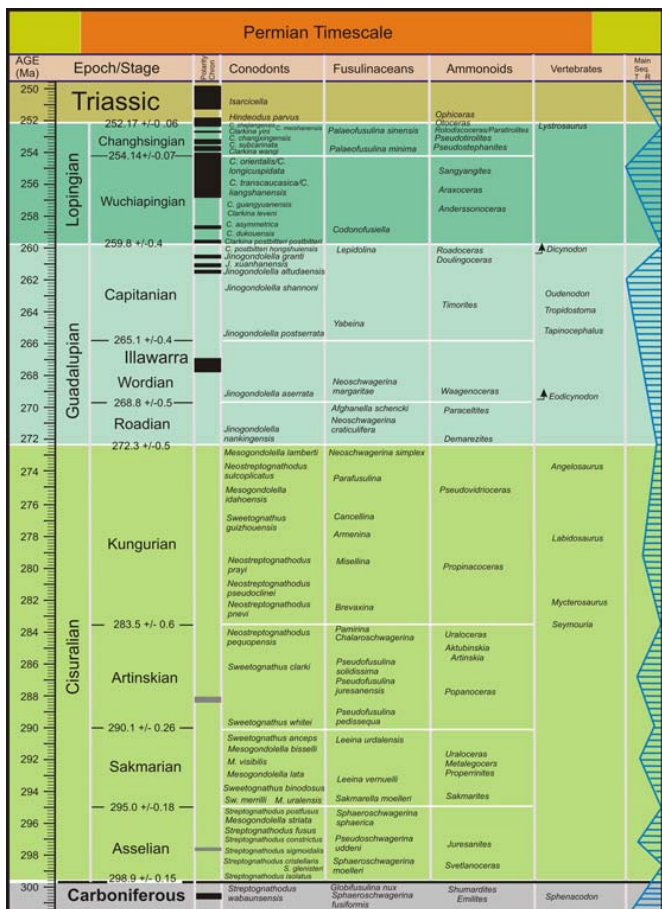 Permian Timescale
AGE
(Ma)
Epoch/Stage
Polarity
Chron
Conodonts
Fusulinaceans
Ammonoids
Vertebrates
Main
Seq.
T R
250
252
254
256
258
260
262
264
266
268
270
272
274
276
278
280
282
284
286
288
290
292
294
296
298
300
Triassic
252.17 +/-0 .06
Lopingian
Changhsingian
254.14+/-0.07
Wuchiapingian
259.8 +/-0.4
Guadalupian
Capitanian
265.1 +/-0.4
Illawarra
Wordian
268.8 +/-0.5
Roadian
272.3 +/-0.5
Cisuralian
Kungurian
283.5 +/- 0.6
Artinskian
290.1 +/- 0.26
Sakmarian
295.0 +/-0.18
Asselian
298.9 +/- 0.15
Carboniferous
Isarcicella
Hindeodus parvus
C. meishanensis
Clarkina yini
C. changxingensis
C. subcarinata
Clarkina wangi
C. orientalis/C.
longicuspidata
C. transcaucasica/C.
liangshanensis
C. guangyuanensis
Clarkina leveni
C. asymmetrica
C. dukouensis
Clarkina postbitteri postbitteri
C. postbitteri hongshuiensis
Jinogondolella granti
J. xuanhanensis
Jinogondolella altudaensis
Jinogondolella shannoni
Jinogondolella postserrata
Jinogondolella aserrata
Jinogondolella
nankingensis
Mesogondolella lamberti
Neostreptognathodus
sulcoplicatus
Mesogondolella
idahoensis
Sweetognathus
guizhouensis
Neostreptognathodus
prayi
Neostreptognathodus
pseudoclinei
Neostreptognathodus
pnevi
Neostreptognathodus
pequopensis
Sweetognathus clarki
Sweetognathus whitei
Sweetognathus anceps
Mesogondolella bisselli
M. visibilis
Mesogondolella lata
Sweetognathus binodosus
Sw. merrilli M. uralensis
Streptognathodus postfusus
Mesogondolella striata
Streptognathodus fusus
Streptognathodus constrictus
Streptognathodus sigmoidalis
Streptognathodus cristellaris
S. glenisteri
Streptognathodus isolatus
Streptognathodus
wabaunsensis
Palaeofusulina sinensis
Palaeofusulina minima
Codonofusiella
Lepidolina
Yabeina
Neoschwagerina
margaritae
Afghanella schencki
Neoschwagerina
craticulifera
Neoschwagerina simplex
Parafusulina
Cancellina
Armenina
Misellina
Brevaxina
Pamirina
Chalaroschwagerina
Pseudofusulina
solidissima
Pseudofusulina
juresanensis
Pseudofusulina
pedissequa
Leeina urdalensis
Leeina vernuelli
Sakmarella moelleri
Sphaeroschwagerina
sphaerica
Pseudoschwagerina
uddeni
Sphaeroschwagerina
moelleri
Globifusulina nux
Sphaeroschwagerina
fusiformis
Ophiceras
Otoceras
Rotodiscoceras/Paratirolites
Pseudotirolites
Pseudostephanites
Sangyangites
Araxoceras
Anderssonoceras
Roadoceras
Doulingoceras
Timorites
Waagenoceras
Paraceltites
Demarezites
Pseudovidrioceras
Propinacoceras
Uraloceras
Aktubinskia
Artinskia
Popanoceras
Uraloceras
Metalegocers
Properrinites
Sakmarites
Juresanites
Svetlanoceras
Shumardites
Emilites
Lystrosaurus
Dicynodon
Oudenodon
Tropidostoma
Tapinocephalus
Eodicynodon
Angelosaurus
Labidosaurus
Mycterosaurus
Seymouria
Sphenacodon